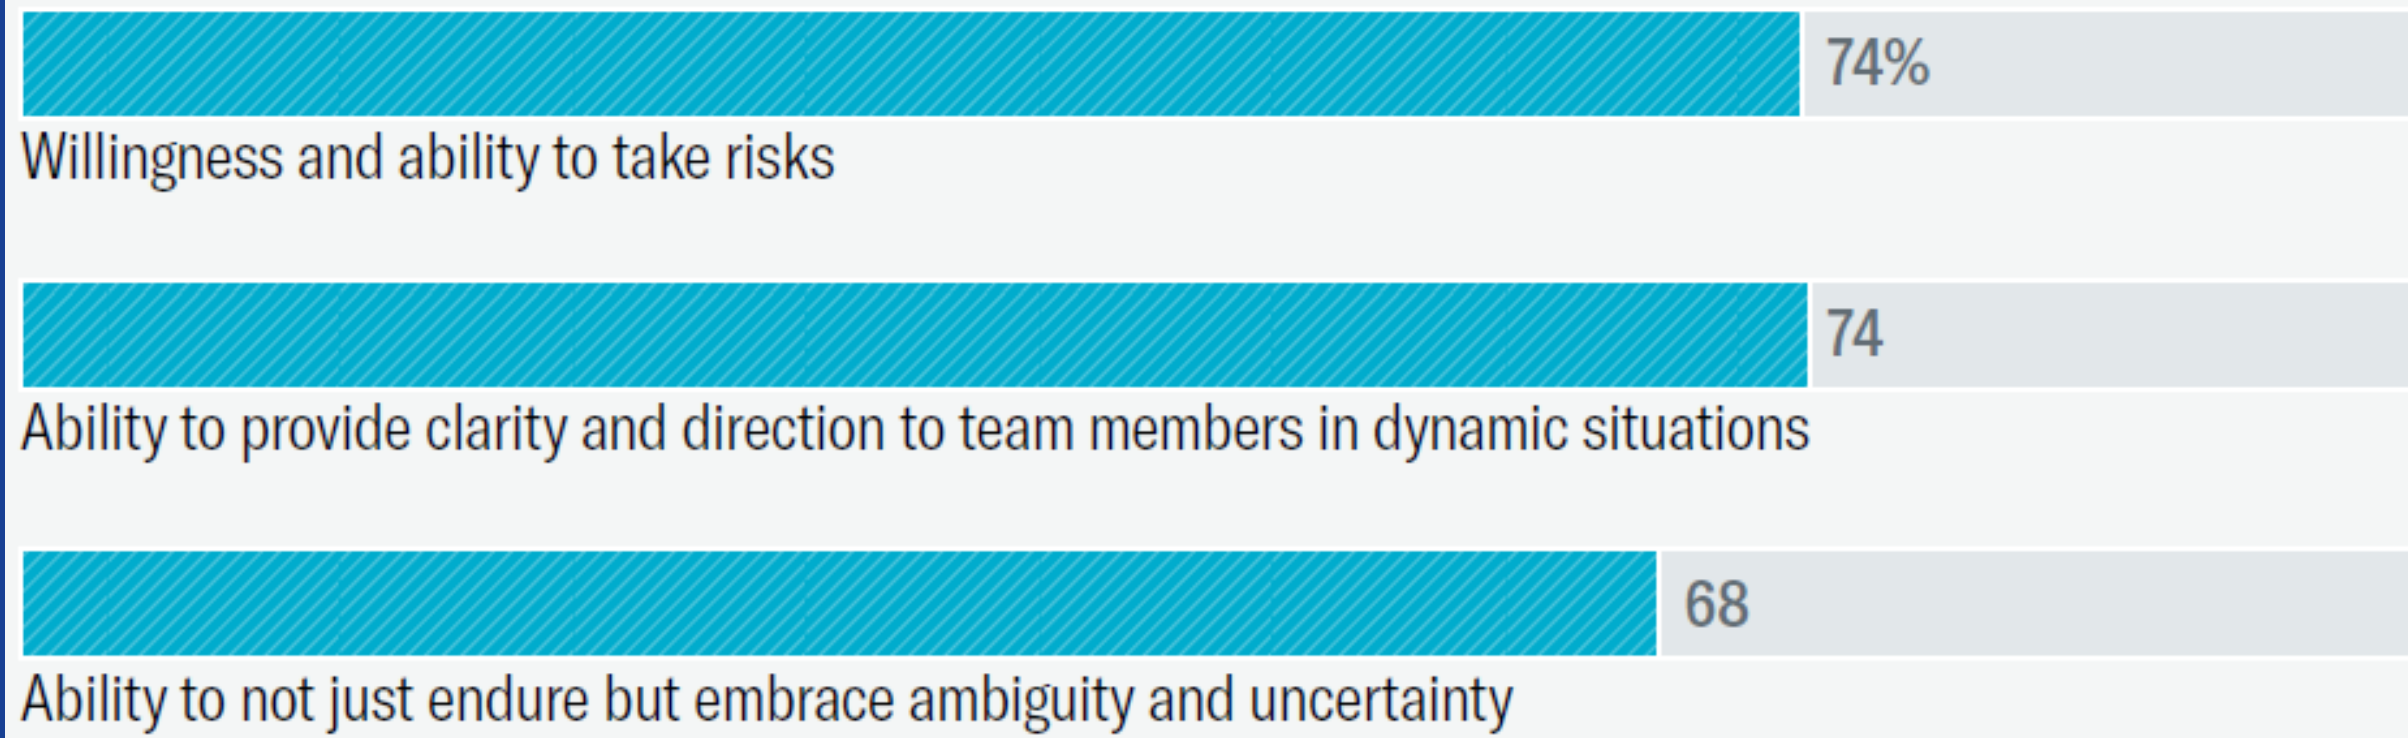 74%
Willingness and ability to take risks
74
Ability to provide clarity and direction to team members in dynamic situations
68
Ability to not just endure but embrace ambiguity and uncertainty